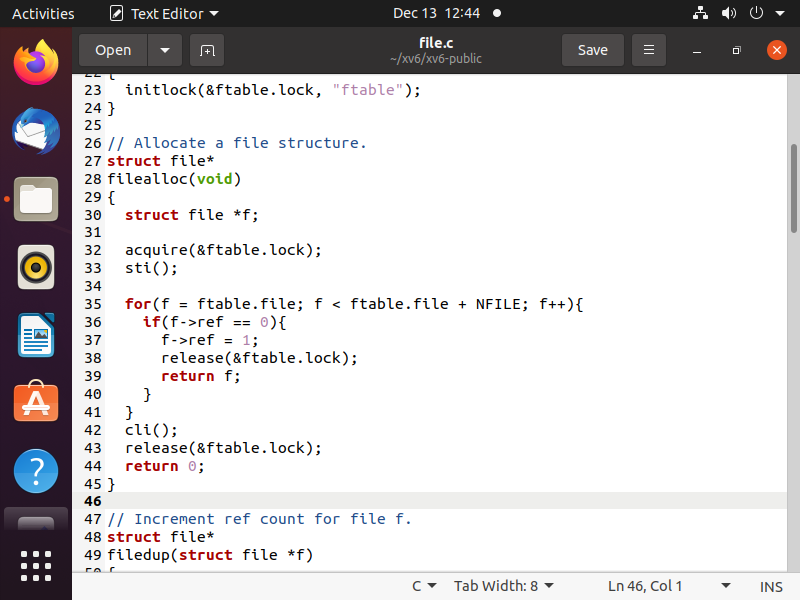 Activities Text Editor Dec 13 12:44
Open file.c Save
~/xv6/xv6-public
22 {
23   initlock(&ftable.lock, "ftable");
24 }
25
26 // Allocate a file structure.
27 struct file*
28 filealloc(void)
29 {
30   struct file *f;
31
32   acquire(&ftable.lock);
33   sti();
34
35   for(f = ftable.file; f < ftable.file + NFILE; f++){
36     if(f->ref == 0){
37       f->ref = 1;
38       release(&ftable.lock);
39       return f;
40     }
41   }
42   cli();
43   release(&ftable.lock);
44   return 0;
45 }
46
47 // Increment ref count for file f.
48 struct file*
49 filedup(struct file *f)
50 {
C Tab Width: 8 Ln 46, Col 1 INS